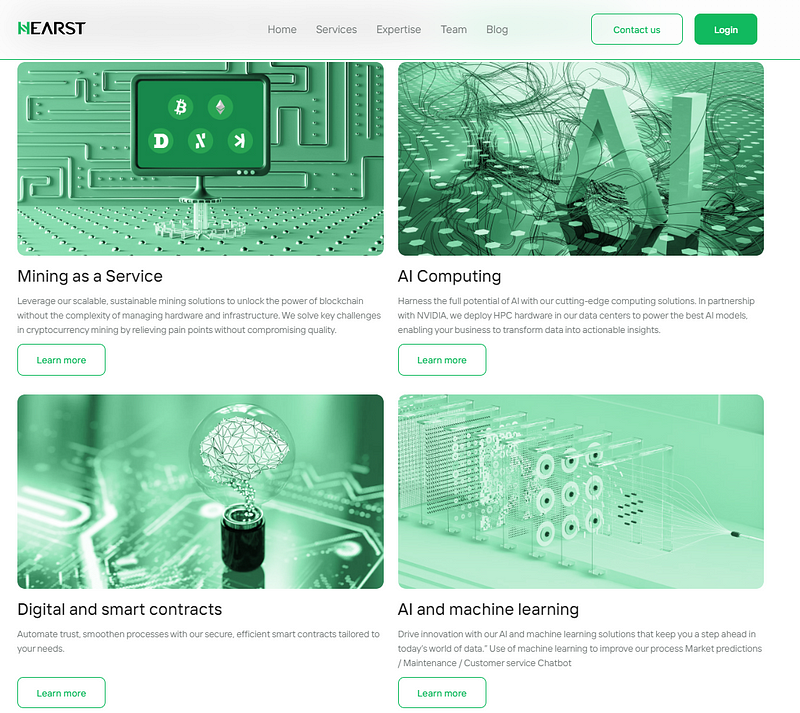 NEARST
Home Services Expertise Team Blog
Contact us
Login
AI
Mining as a Service
Leverage our scalable, sustainable mining solutions to unlock the power of blockchain
without the complexity of managing hardware and infrastructure. We solve key challenges
in cryptocurrency mining by relieving pain points without compromising quality.
Learn more
AI Computing
Harness the full potential of AI with our cutting-edge computing solutions. In partnership
with NVIDIA, we deploy HPC hardware in our data centers to power the best AI models,
enabling your business to transform data into actionable insights.
Learn more
Digital and smart contracts
Automate trust, smoothen processes with our secure, efficient smart contracts tailored to
your needs.
Learn more
AI and machine learning
Drive innovation with our AI and machine learning solutions that keep you a step ahead in
today's world of data." Use of machine learning to improve our process Market predictions
/ Maintenance / Customer service Chatbot
Learn more